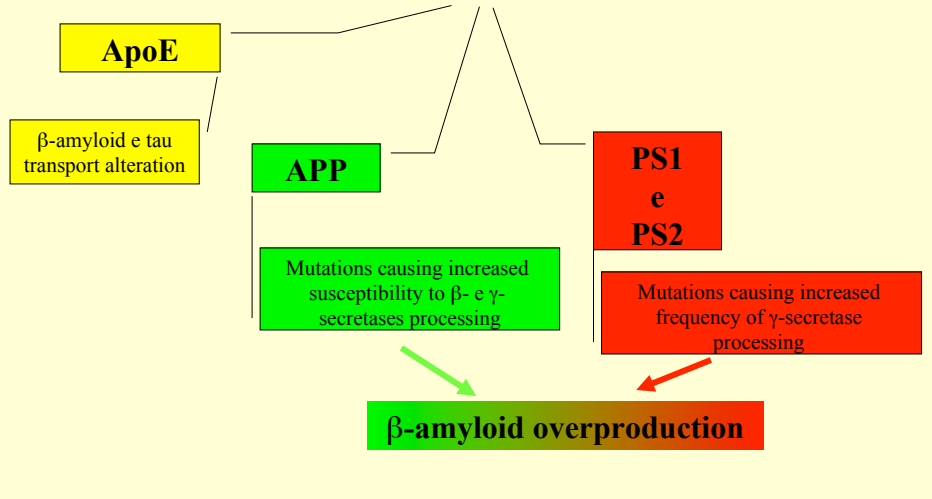 ApoE
β-amyloid e tau
transport alteration
APP
PS1
e
PS2
Mutations causing increased
susceptibility to β- e γ-
secretases processing
Mutations causing increased
frequency of γ-secretase
processing
β-amyloid overproduction